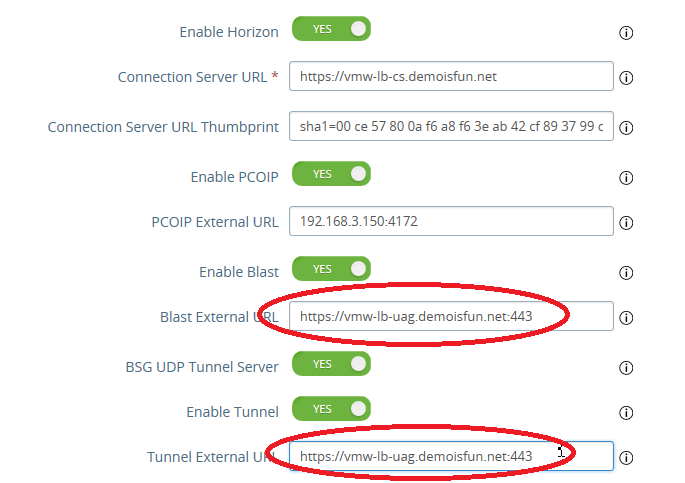 Enable Horizon YES
Connection Server URL * https://vmw-lb-cs.demoisfun.net
Connection Server URL Thumbprint sha1=00 ce 57 80 0a f6 a8 f6 3e ab 42 cf 89 37 99 c
Enable PCOIP YES
PCOIP External URL 192.168.3.150:4172
Enable Blast YES
Blast External URL https://vmw-lb-uag.demoisfun.net:443
BSG UDP Tunnel Server YES
Enable Tunnel YES
Tunnel External URL https://vmw-lb-uag.demoisfun.net:443